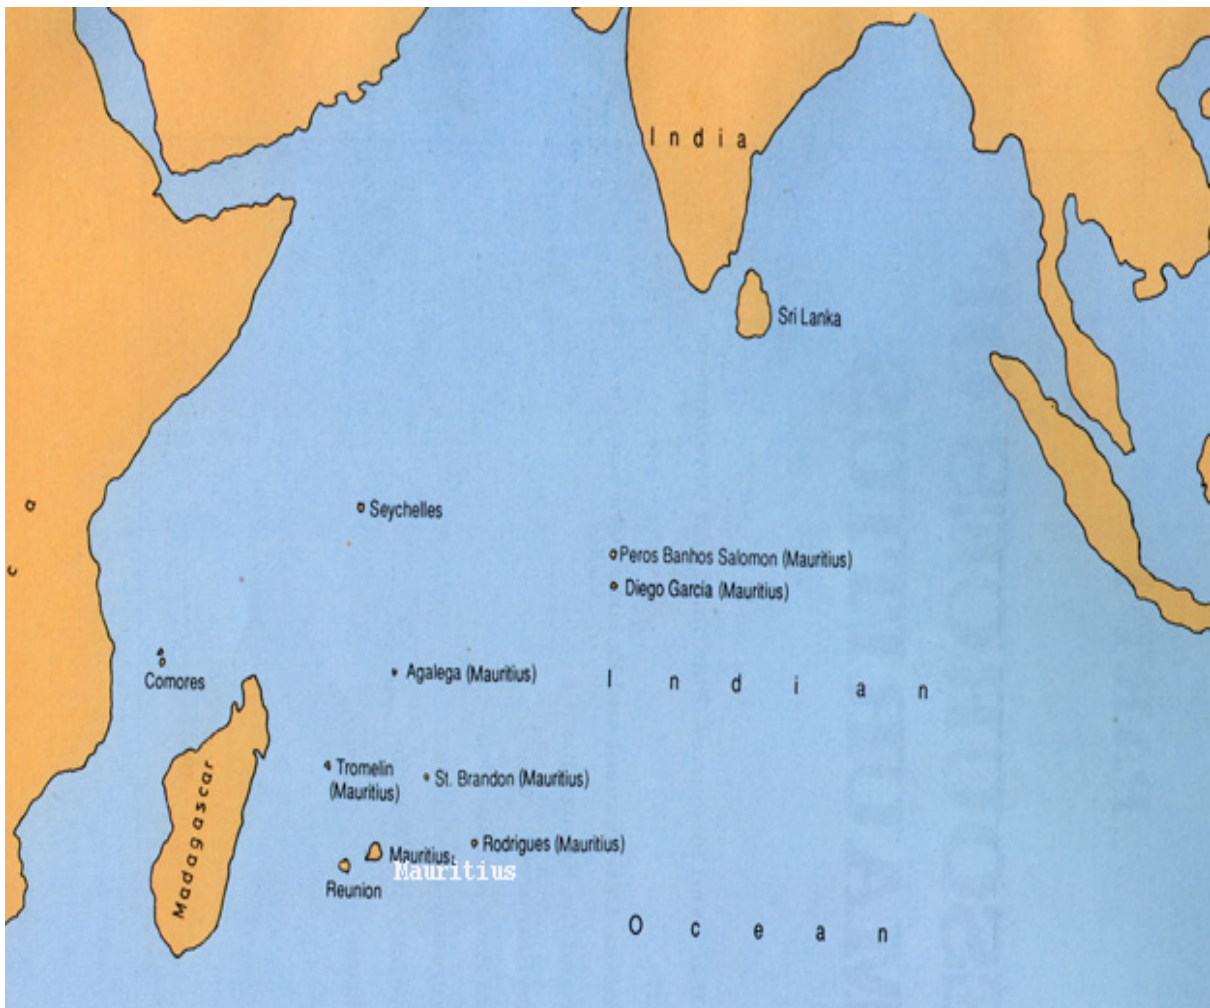 India
Sri Lanka
c a
Seychelles
Peros Banhos Salomon (Mauritius)
Diego Garcia (Mauritius)
Comores
Agalega (Mauritius)
Indian
Madagascar
Tromelin
(Mauritius)
St. Brandon (Mauritius)
Mauritius
Rodrigues (Mauritius)
Mauritius
Reunion
Ocean